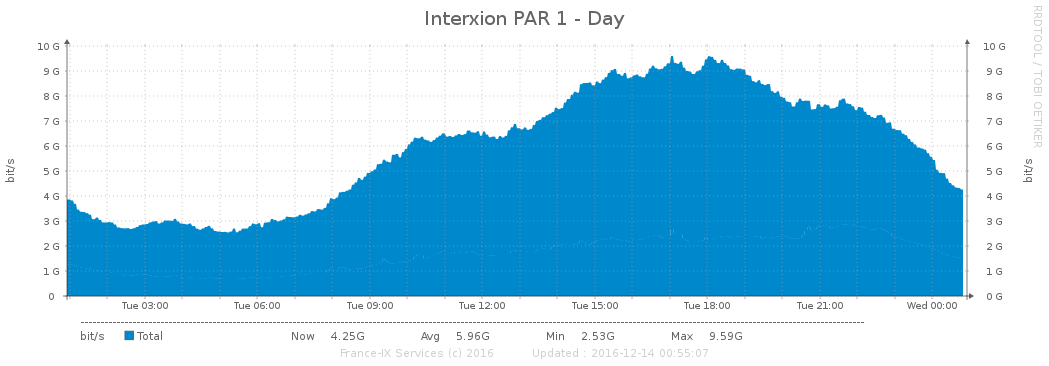 Interxion PAR 1 - Day
RRDTOOL / TOBI OETIKER
10 G 10 G
9 G 9 G
8 G 8 G
7 G 7 G
6 G 6 G
5 G 5 G
4 G 4 G
3 G 3 G
2 G 2 G
1 G 1 G
0 0 G
bit/s
bit/s
Tue 03:00 Tue 06:00 Tue 09:00 Tue 12:00 Tue 15:00 Tue 18:00 Tue 21:00 Wed 00:00
bit/s Total Now 4.25G Avg 5.96G Min 2.53G Max 9.59G
France-IX Services (c) 2016 Updated : 2016-12-14 00:55:07